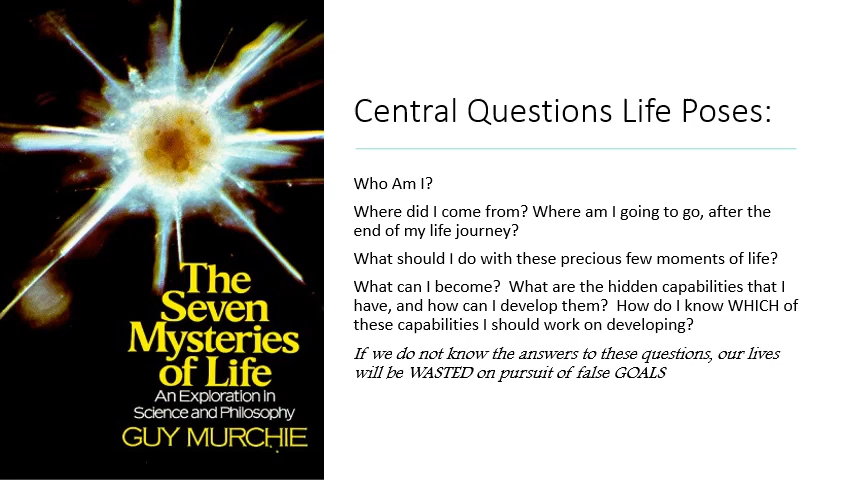 The
Seven
Mysteries
of Life
An Exploration in
Science and Philosophy
GUY MURCHIE
Central Questions Life Poses:
Who Am I?
Where did I come from? Where am I going to go, after the
end of my life journey?
What should I do with these precious few moments of life?
What can I become?  What are the hidden capabilities that I
have, and how can I develop them?  How do I know WHICH of
these capabilities I should work on developing?
If we do not know the answers to these questions, our lives
will be WASTED on pursuit of false GOALS